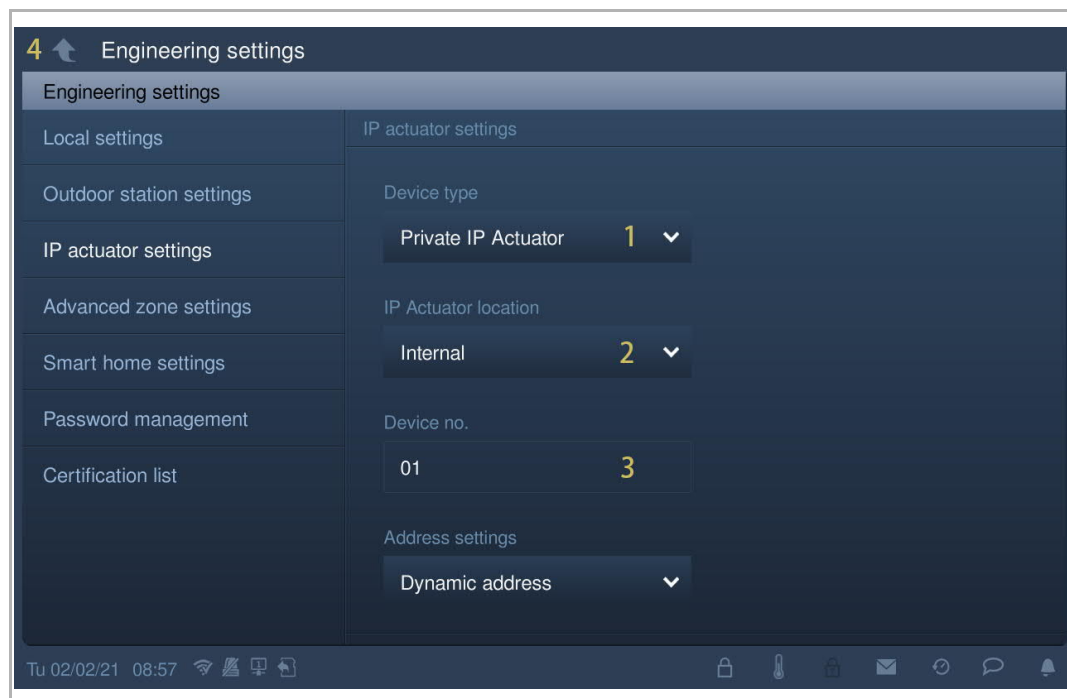 4 Engineering settings
Engineering settings
Local settings
Outdoor station settings
IP actuator settings
Advanced zone settings
Smart home settings
Password management
Certification list
IP actuator settings
Device type
Private IP Actuator 1
IP Actuator location
Internal 2
Device no.
01 3
Address settings
Dynamic address
Tu 02/02/21 08:57